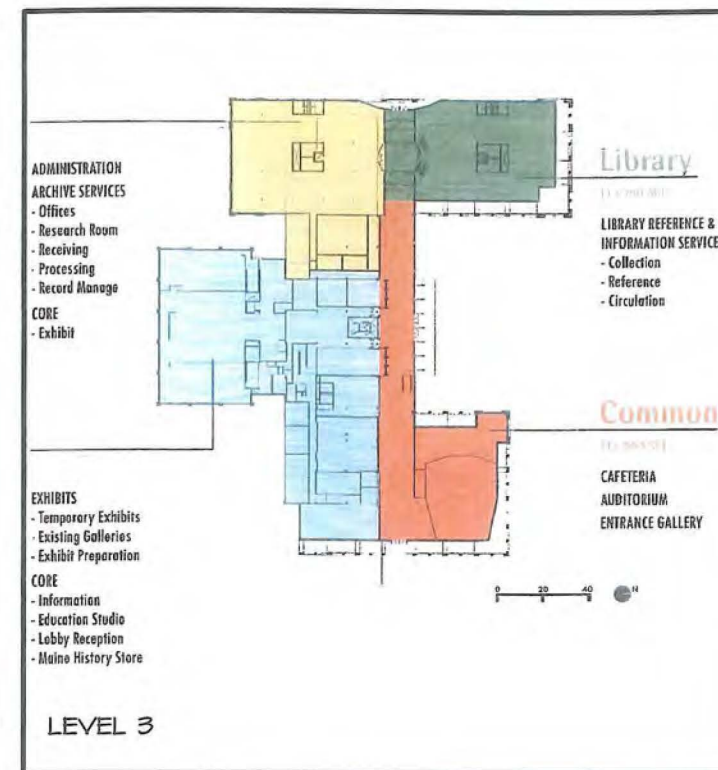 ADMINISTRATION
ARCHIVE SERVICES
- Offices
- Research Room
- Receiving
- Processing
- Record Manage
CORE
- Exhibit
EXHIBITS
- Temporary Exhibits
- Existing Galleries
- Exhibit Preparation
CORE
- Information
- Education Studio
- Lobby Reception
- Maine History Store
Library
LIBRARY REFERENCE &
INFORMATION SERVICE
- Collection
- Reference
- Circulation
Common
CAFETERIA
AUDITORIUM
ENTRANCE GALLERY
0 20 40 N
LEVEL 3